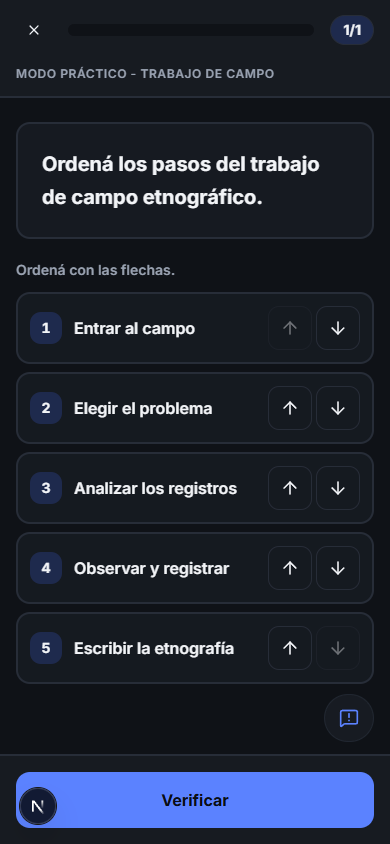 1/1
MODO PRÁCTICO - TRABAJO DE CAMPO
Ordená los pasos del trabajo
de campo etnográfico.
Ordená con las flechas.
1 Entrar al campo
2 Elegir el problema
3 Analizar los registros
4 Observar y registrar
5 Escribir la etnografía
Verificar
N